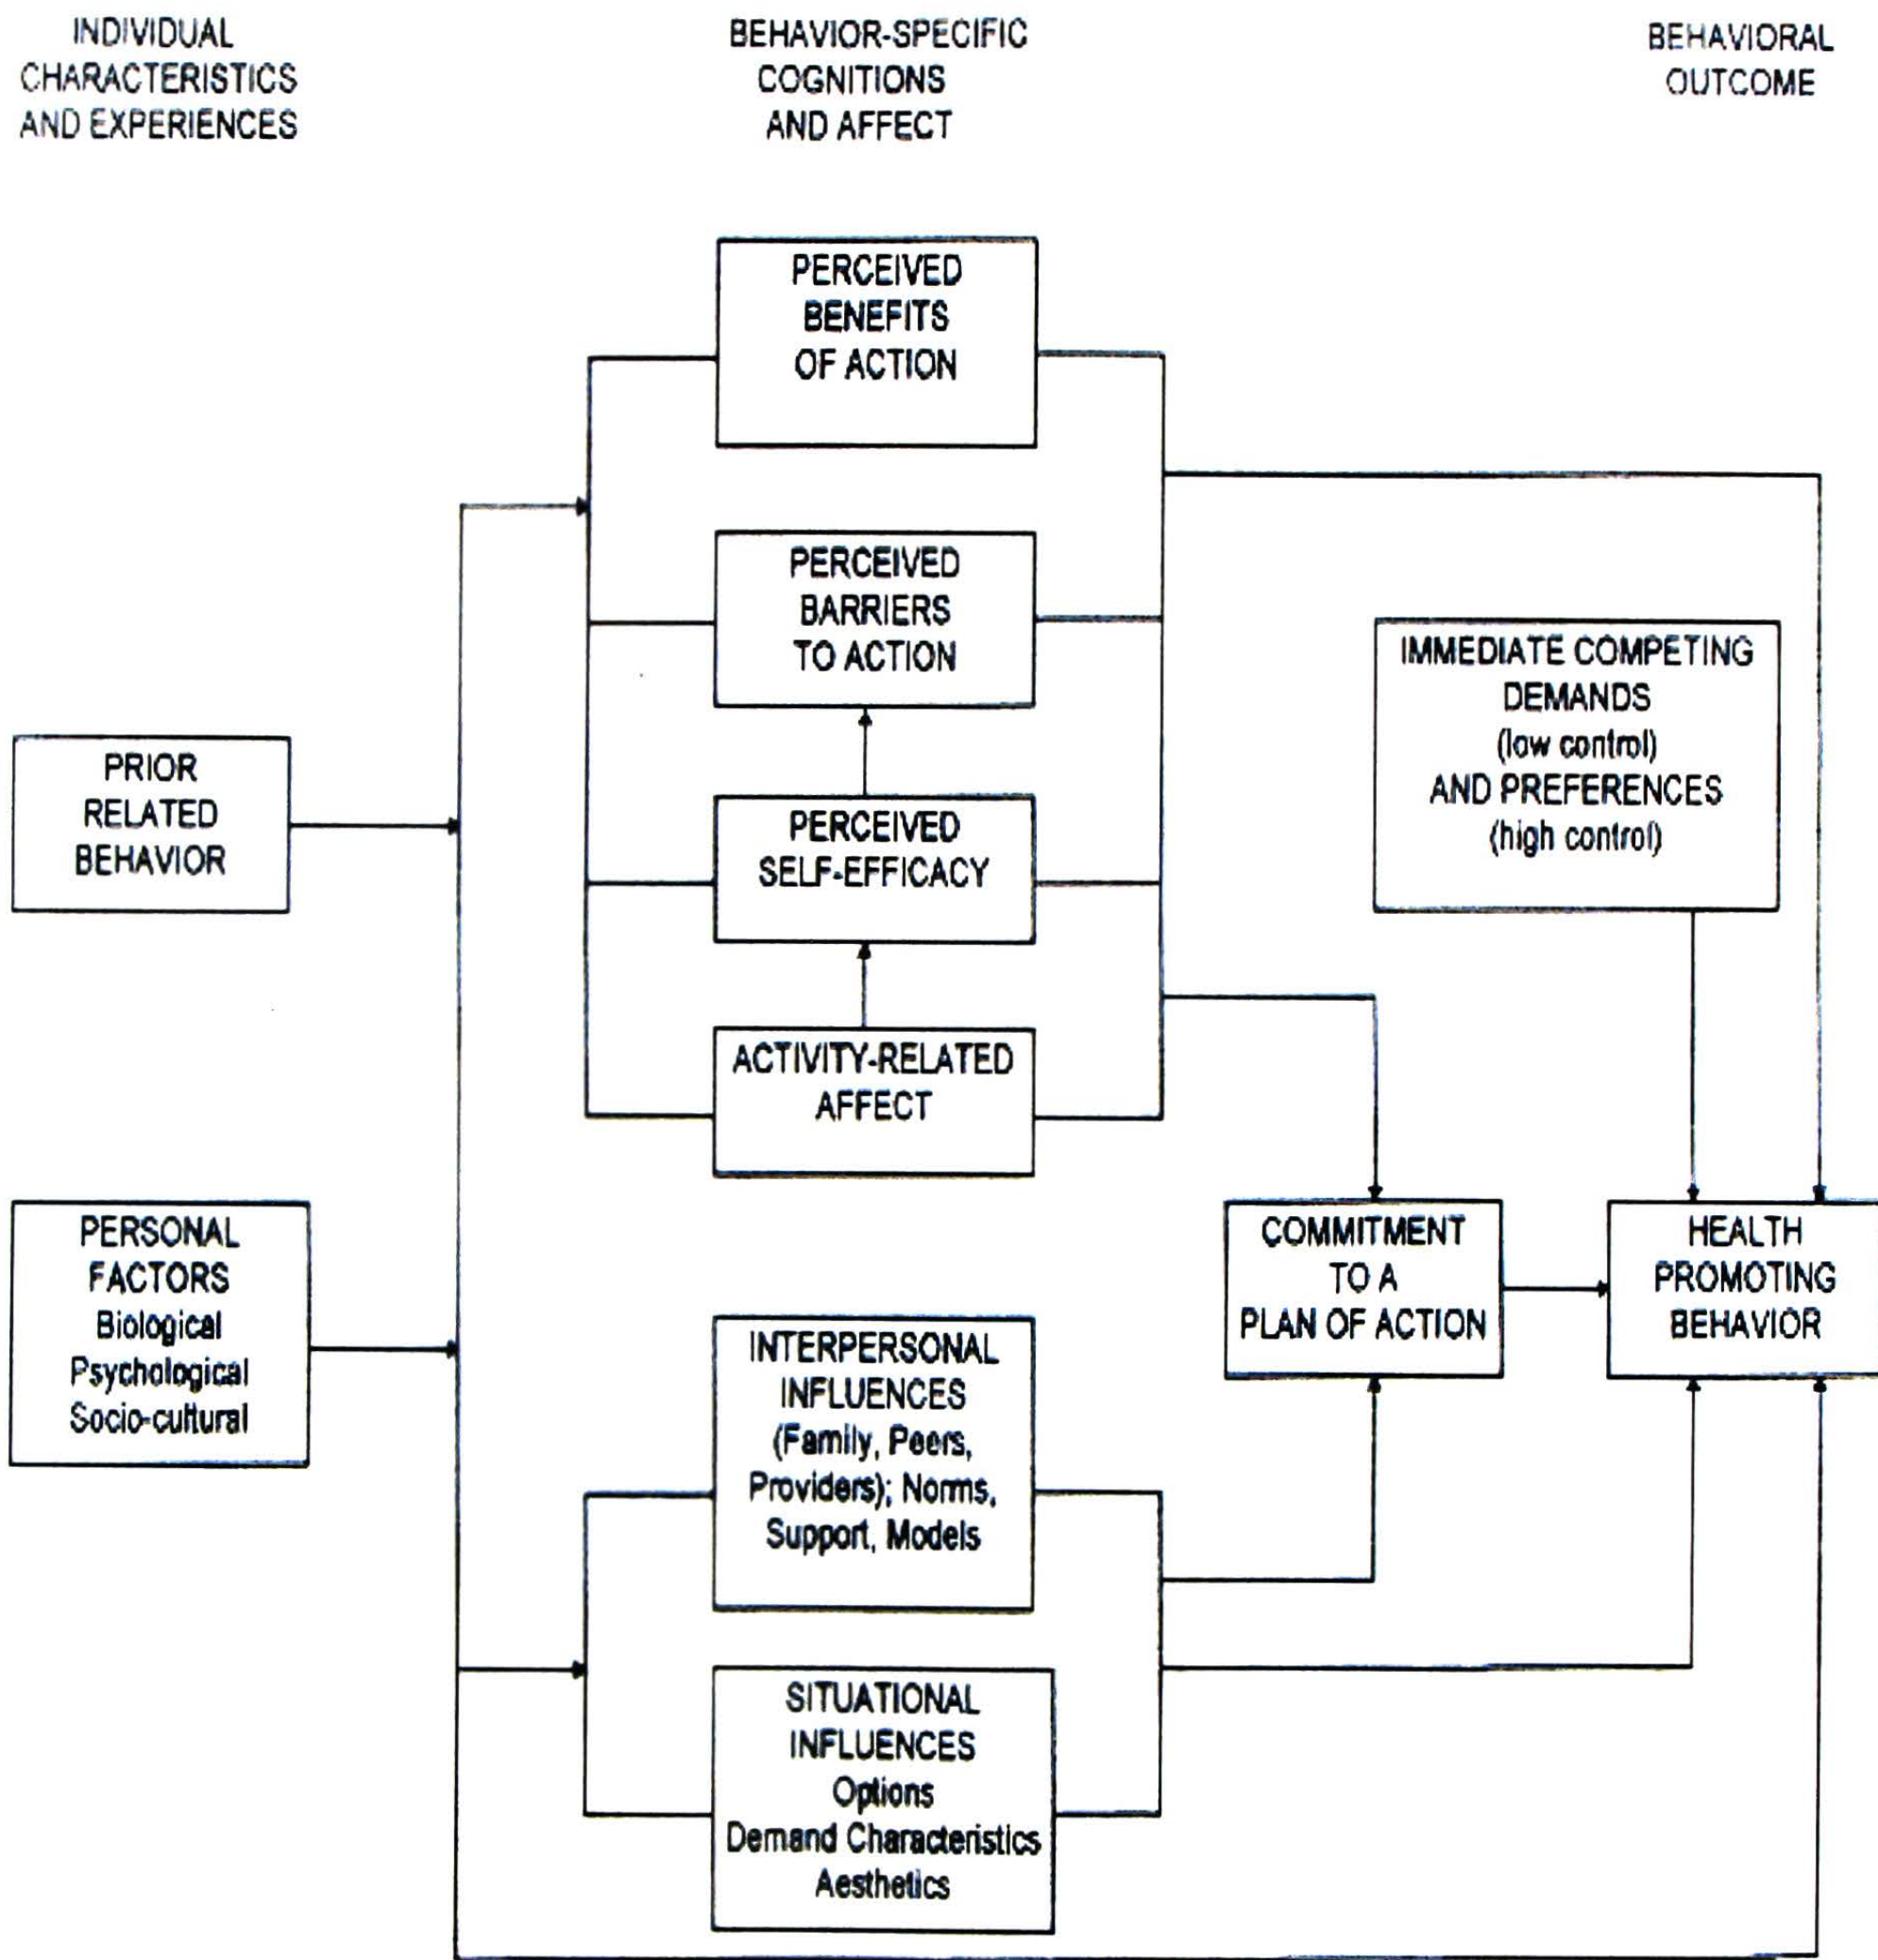 INDIVIDUAL
CHARACTERISTICS
AND EXPERIENCES
BEHAVIOR-SPECIFIC
COGNITIONS
AND AFFECT
BEHAVIORAL
OUTCOME
PERCEIVED
BENEFITS
OF ACTION
PERCEIVED
BARRIERS
TO ACTION
PERCEIVED
SELF-EFFICACY
ACTIVITY-RELATED
AFFECT
IMMEDIATE COMPETING
DEMANDS
(low control)
AND PREFERENCES
(high control)
PRIOR
RELATED
BEHAVIOR
PERSONAL
FACTORS
Biological
Psychological
Socio-cultural
INTERPERSONAL
INFLUENCES
(Family, Peers,
Providers); Norms,
Support, Models
SITUATIONAL
INFLUENCES
Options
Demand Characteristics
Aesthetics
COMMITMENT
TO A
PLAN OF ACTION
HEALTH
PROMOTING
BEHAVIOR